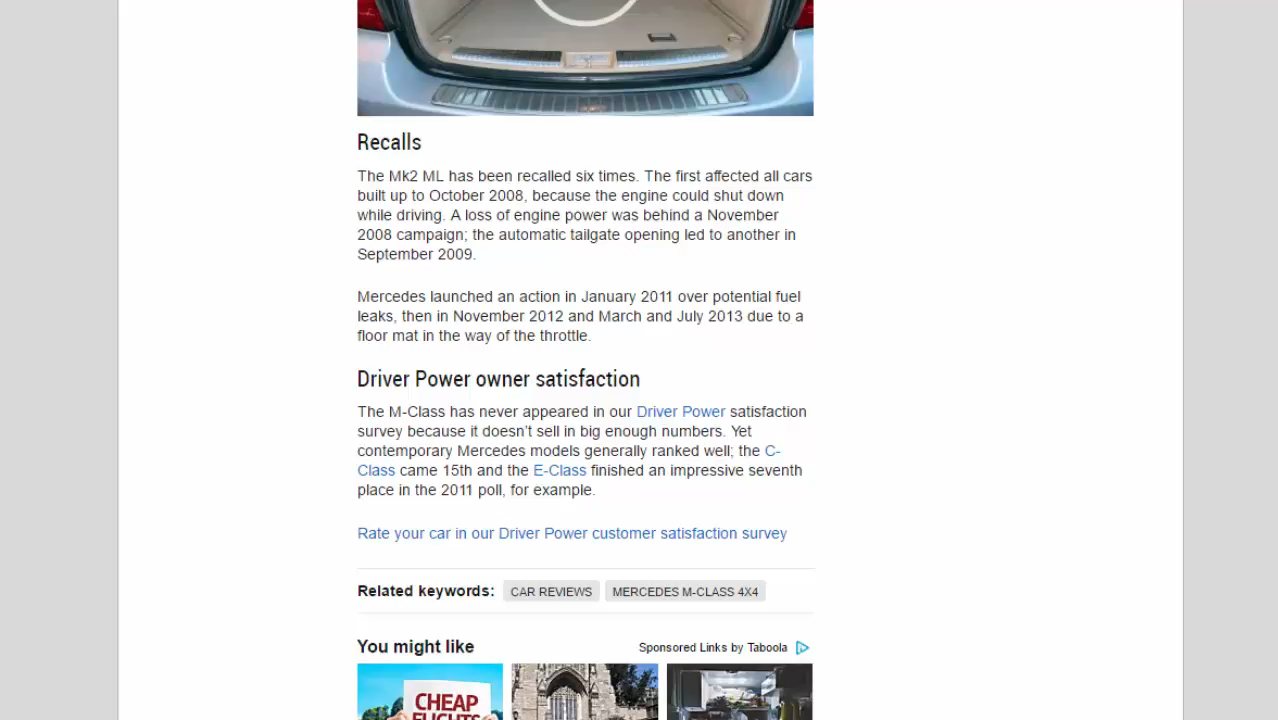 Recalls
The Mk2 ML has been recalled six times. The first affected all cars
built up to October 2008, because the engine could shut down
while driving. A loss of engine power was behind a November
2008 campaign; the automatic tailgate opening led to another in
September 2009.
Mercedes launched an action in January 2011 over potential fuel
leaks, then in November 2012 and March and July 2013 due to a
floor mat in the way of the throttle.
Driver Power owner satisfaction
The M-Class has never appeared in our Driver Power satisfaction
survey because it doesn’t sell in big enough numbers. Yet
contemporary Mercedes models generally ranked well; the C-
Class came 15th and the E-Class finished an impressive seventh
place in the 2011 poll, for example.
Rate your car in our Driver Power customer satisfaction survey
Related keywords: CAR REVIEWS MERCEDES M-CLASS 4X4
You might like Sponsored Links by Taboola
CHEAP
FLIGHTS